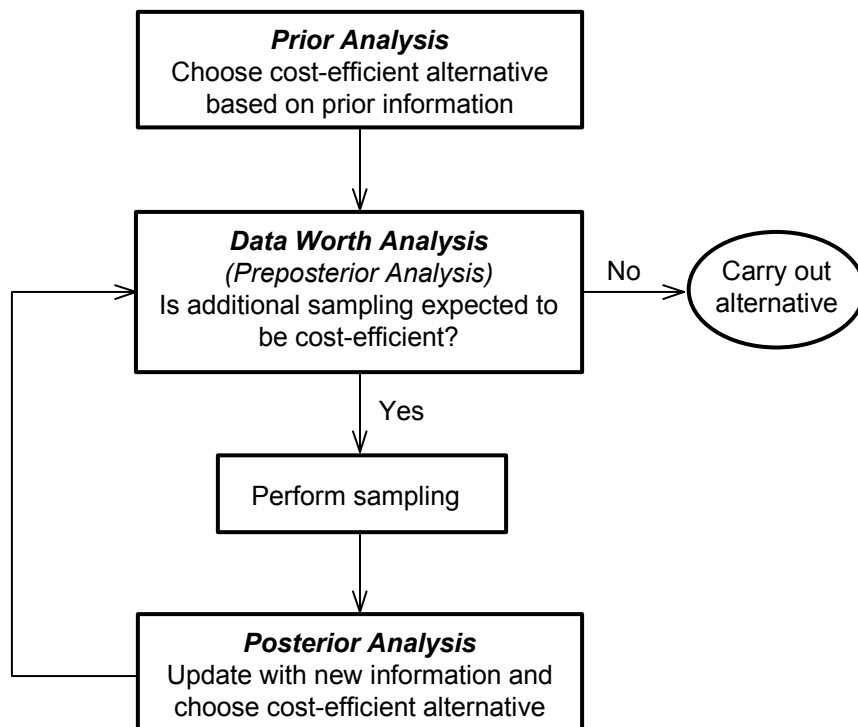 Prior Analysis
Choose cost-efficient alternative
based on prior information
Data Worth Analysis
(Preposterior Analysis)
Is additional sampling expected to
be cost-efficient?
No
Carry out
alternative
Yes
Perform sampling
Posterior Analysis
Update with new information and
choose cost-efficient alternative